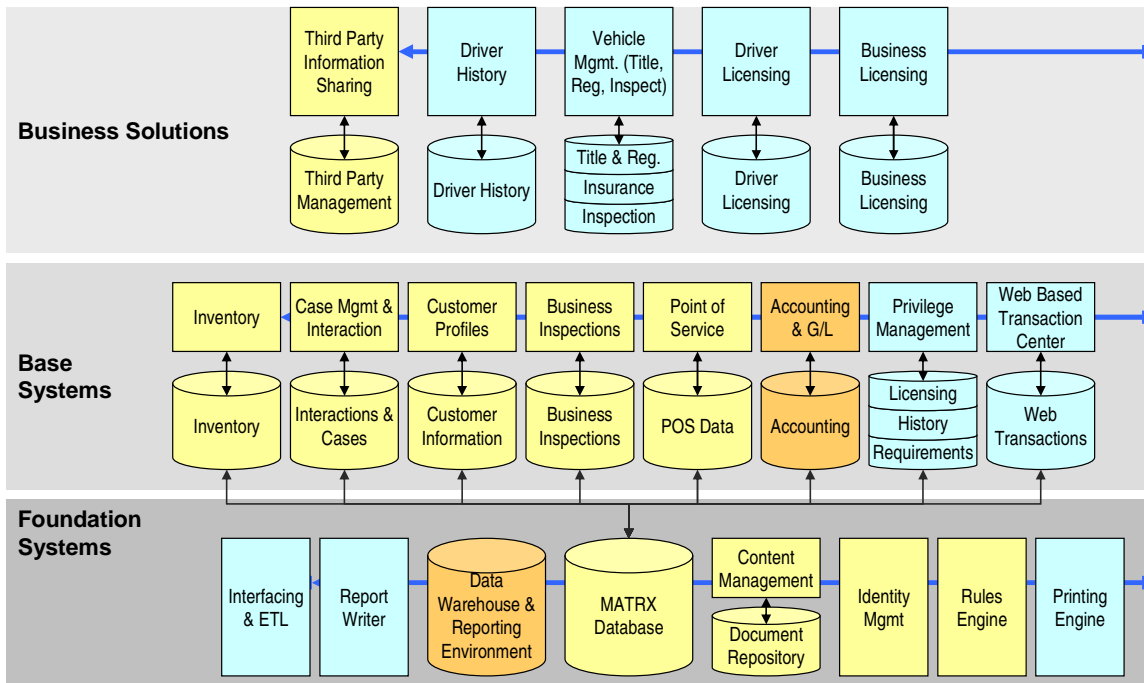 Business Solutions
Third Party
Information
Sharing
Driver
History
Vehicle
Mgmt. (Title,
Reg, Inspect)
Driver
Licensing
Business
Licensing
Third Party
Management
Driver History
Title & Reg.
Insurance
Inspection
Driver
Licensing
Business
Licensing
Base
Systems
Inventory
Case Mgmt &
Interaction
Customer
Profiles
Business
Inspections
Point of
Service
Accounting
& G/L
Privilege
Management
Web Based
Transaction
Center
Inventory
Interactions &
Cases
Customer
Information
Business
Inspections
POS Data
Accounting
Licensing
History
Requirements
Web
Transactions
Foundation
Systems
Interfacing
& ETL
Report
Writer
Data
Warehouse &
Reporting
Environment
MATRX
Database
Content
Management
Document
Repository
Identity
Mgmt
Rules
Engine
Printing
Engine